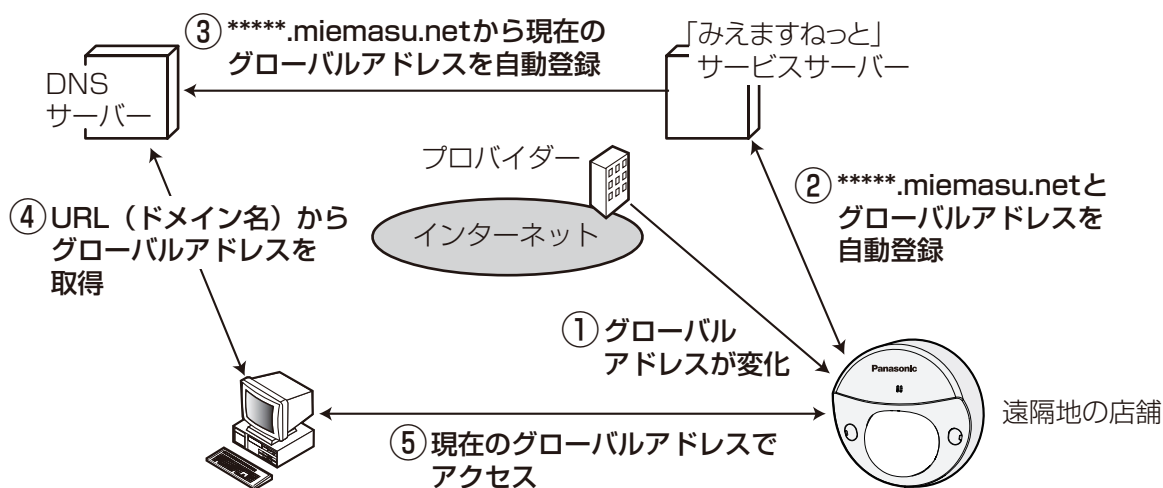 ③*****.miemasu.netから現在の
グローバルアドレスを自動登録
「みえますねっと」
サービスサーバー
DNS
サーバー
プロバイダー
インターネット
②*****.miemasu.netと
グローバルアドレスを
自動登録
④URL（ドメイン名）から
グローバルアドレスを
取得
①グローバル
アドレスが変化
Panasonic
遠隔地の店舗
⑤現在のグローバルアドレスで
アクセス